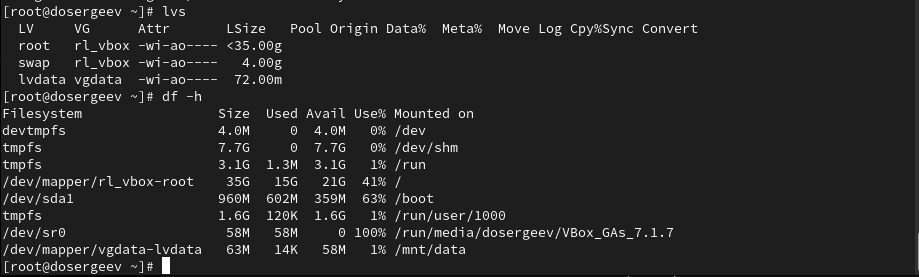 [root@dosergeev ~]# lvs
  LV     VG      Attr       LSize   Pool Origin Data%  Meta%  Move Log Cpy%Sync Convert
  root   rl_vbox -wi-ao---- <35.00g
  swap   rl_vbox -wi-ao----   4.00g
  lvdata vgdata  -wi-ao----  72.00m
[root@dosergeev ~]# df -h
Filesystem                 Size  Used Avail Use% Mounted on
devtmpfs                   4.0M     0  4.0M   0% /dev
tmpfs                      7.7G     0  7.7G   0% /dev/shm
tmpfs                      3.1G  1.3M  3.1G   1% /run
/dev/mapper/rl_vbox-root    35G   15G   21G  41% /
/dev/sda1                  960M  602M  359M  63% /boot
tmpfs                      1.6G  120K  1.6G   1% /run/user/1000
/dev/sr0                    58M   58M     0 100% /run/media/dosergeev/VBox_GAs_7.1.7
/dev/mapper/vgdata-lvdata   63M   14K   58M   1% /mnt/data
[root@dosergeev ~]#